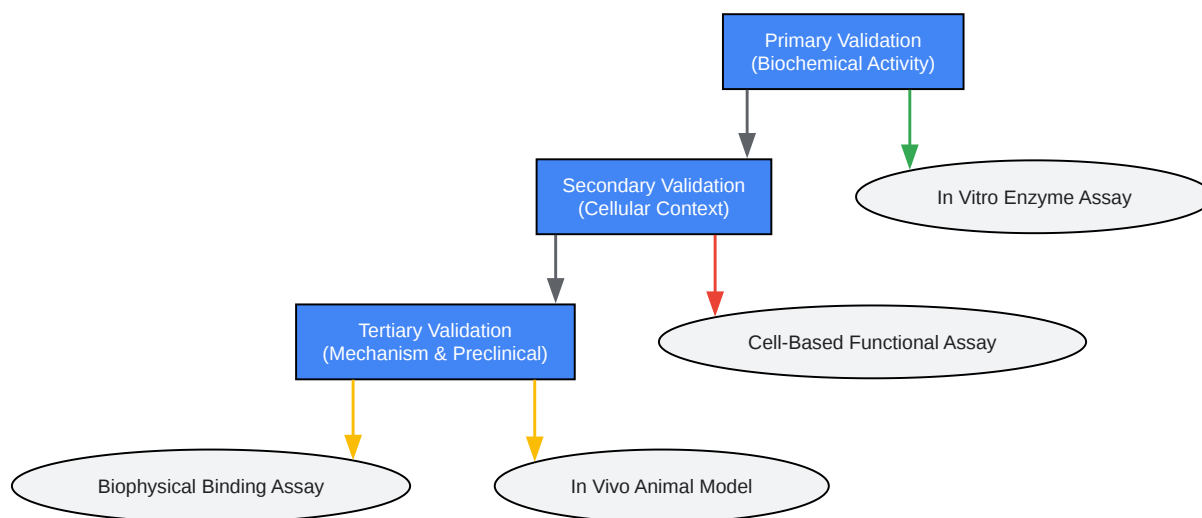 Primary Validation
(Biochemical Activity)
Secondary Validation
(Cellular Context)
In Vitro Enzyme Assay
Tertiary Validation
(Mechanism & Preclinical)
Cell-Based Functional Assay
Biophysical Binding Assay
In Vivo Animal Model